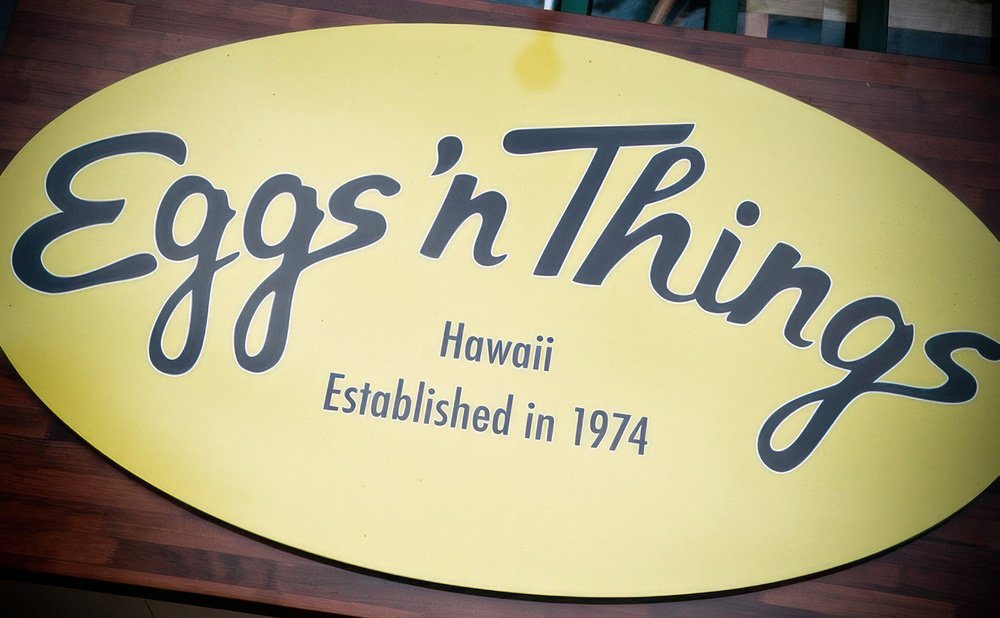 Eggs 'n Things
Hawaii
Established in 1974